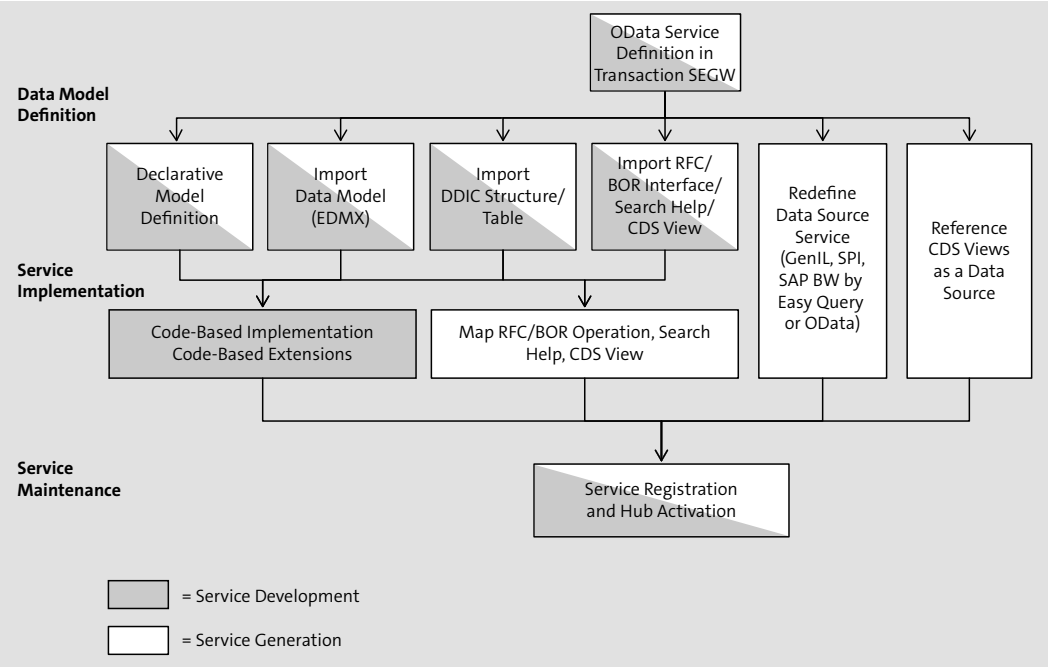 OData Service
Definition in
Transaction SEGW
Data Model
Definition
Declarative
Model
Definition
Import
Data Model
(EDMX)
Import
DDIC Structure/
Table
Import RFC/
BOR Interface/
Search Help/
CDS View
Redefine
Data Source
Service
(GenIL, SPI,
SAP BW by
Easy Query
or OData)
Reference
CDS Views
as a Data
Source
Service
Implementation
Code-Based Implementation
Code-Based Extensions
Map RFC/BOR Operation, Search
Help, CDS View
Service
Maintenance
Service Registration
and Hub Activation
= Service Development
= Service Generation